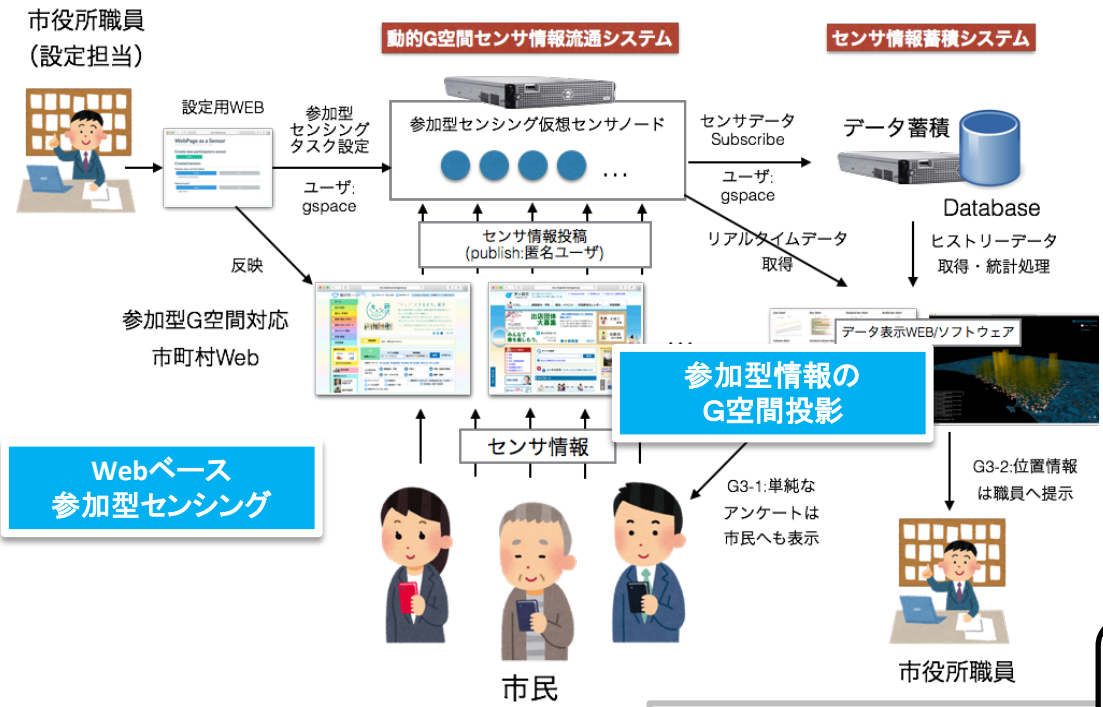 市役所職員
（設定担当）
動的G空間センサ情報流通システム
センサ情報蓄積システム
設定用WEB
WebPage as a Sensor
参加型
センシング
タスク設定
ユーザ:
gspace
参加型センシング仮想センサノード
...
センサデータ
Subscribe
ユーザ:
gspace
データ蓄積
Database
センサ情報投稿
(publish:匿名ユーザ)
リアルタイムデータ
取得
ヒストリーデータ
取得・統計処理
反映
参加型G空間対応
市町村Web
出店団体
大募集
データ表示WEB/ソフトウェア
...
参加型情報の
G空間投影
センサ情報
Webベース
参加型センシング
G3-1:単純な
アンケートは
市民へも表示
G3-2:位置情報
は職員へ提示
市民
市役所職員